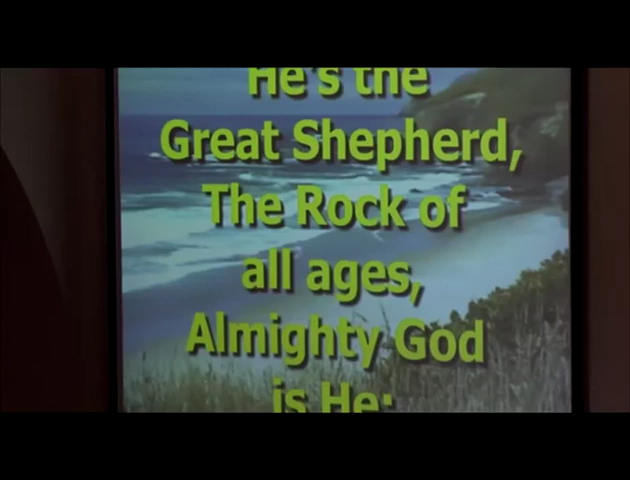 He's the
Great Shepherd,
The Rock of
all ages,
Almighty God
is He;